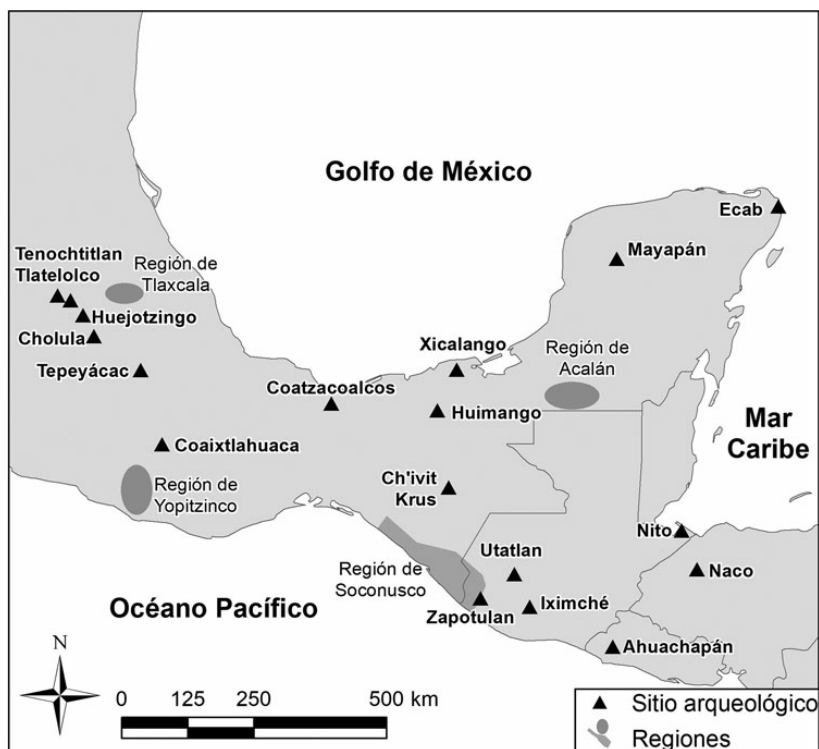 Golfo de México
Ecab
Mayapán
Tenochtitlan
Tlatelolco
Región de
Tlaxcala
Huejotzingo
Cholula
Tepeyácac
Xicalango
Región de
Acalán
Coatzacoalcos
Huimango
Mar
Caribe
Coaixtlahuaca
Región de
Yopitzinco
Ch'ivit
Krus
Nito
Región de
Soconusco
Utatlan
Naco
Océano Pacífico
Zapotulan
Iximché
Ahuachapán
N
0 125 250 500 km
Sitio arqueológico
Regiones